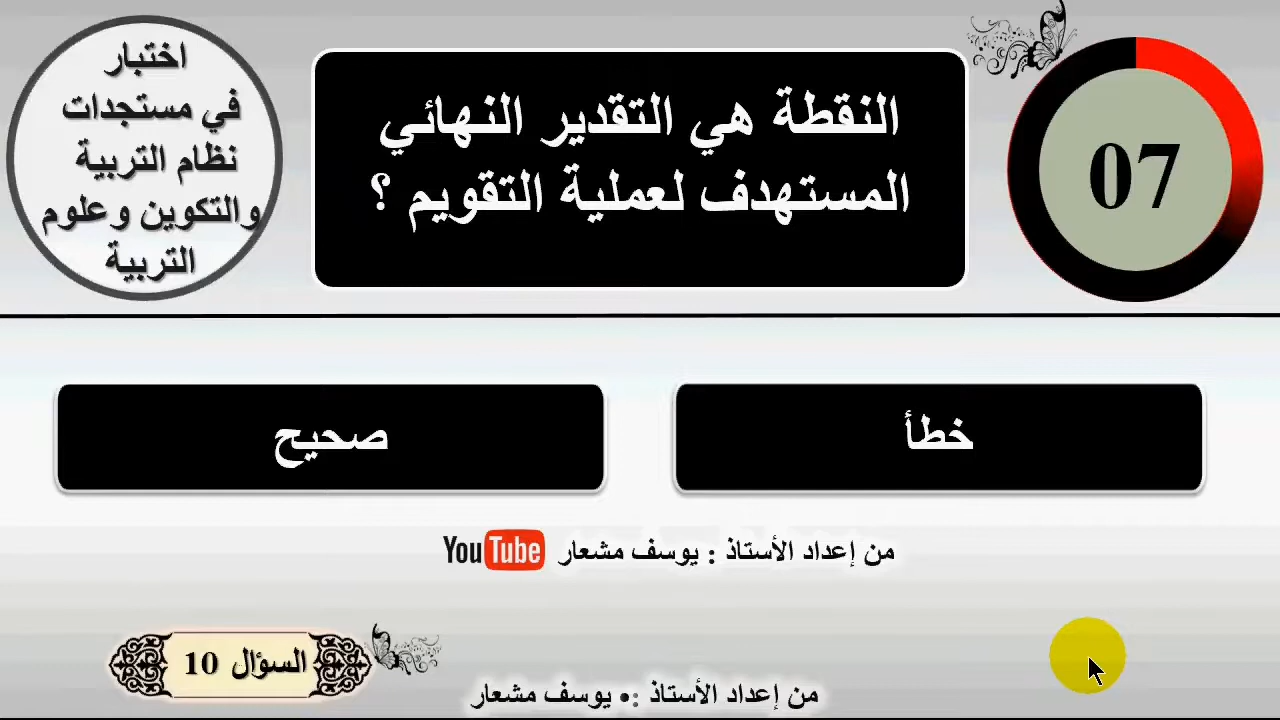 اختبار
في مستجدات
نظام التربية
والتكوين وعلوم
التربية
النقطة هي التقدير النهائي
المستهدف لعملية التقويم ؟
07
خطأ
صحيح
من إعداد الأستاذ : يوسف مشعار YouTube
السؤال 10
من إعداد الأستاذ :• يوسف مشعار